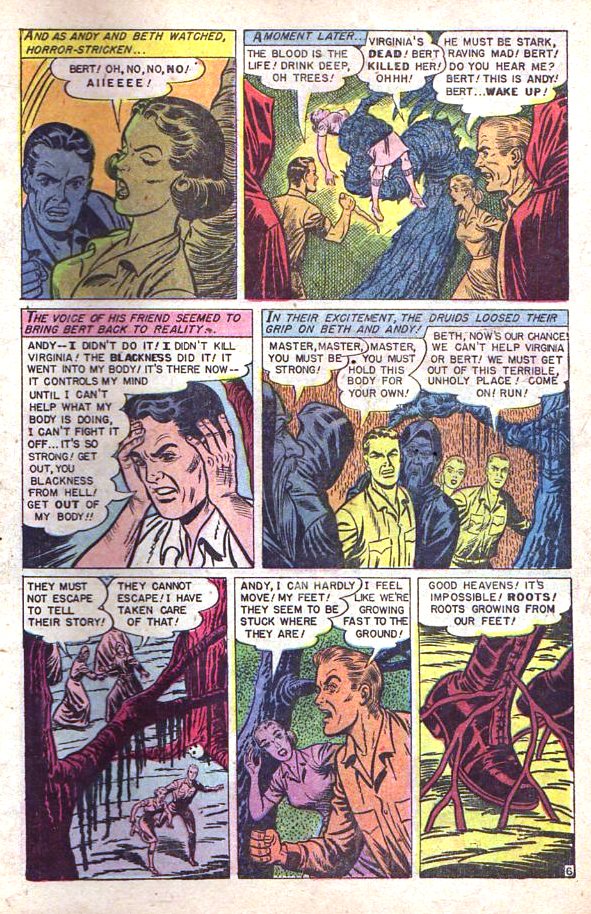 AND AS ANDY AND BETH WATCHED,
HORROR-STRICKEN...
BERT! OH, NO, NO, NO!
AIIEEEE!
A MOMENT LATER...
THE BLOOD IS THE
LIFE! DRINK DEEP,
OH TREES!
VIRGINIA'S
DEAD! BERT
KILLED HER!
OHHH!
HE MUST BE STARK,
RAVING MAD! BERT!
DO YOU HEAR ME?
BERT! THIS IS ANDY!
BERT...WAKE UP!
THE VOICE OF HIS FRIEND SEEMED TO
BRING BERT BACK TO REALITY...
ANDY--I DIDN'T DO IT! I DIDN'T KILL
VIRGINIA! THE BLACKNESS DID IT! IT
WENT INTO MY BODY! IT'S THERE NOW--
IT CONTROLS MY MIND
UNTIL I CAN'T
HELP WHAT MY
BODY IS DOING,
I CAN'T FIGHT IT
OFF...IT'S SO
STRONG! GET
OUT, YOU
BLACKNESS
FROM HELL!
GET OUT OF
MY BODY!!
IN THEIR EXCITEMENT, THE DRUIDS LOOSED THEIR
GRIP ON BETH AND ANDY!
MASTER, MASTER,
YOU MUST BE
STRONG!
MASTER,
YOU MUST
HOLD THIS
BODY FOR
YOUR OWN!
BETH, NOW'S OUR CHANCE!
WE CAN'T HELP VIRGINIA
OR BERT! WE MUST GET
OUT OF THIS TERRIBLE,
UNHOLY PLACE! COME
ON! RUN!
THEY MUST
NOT ESCAPE
TO TELL
THEIR STORY!
THEY CANNOT
ESCAPE! I HAVE
TAKEN CARE
OF THAT!
ANDY, I CAN HARDLY
MOVE! MY FEET!
THEY SEEM TO BE
STUCK WHERE
THEY ARE!
I FEEL
LIKE WE'RE
GROWING
FAST TO THE
GROUND!
GOOD HEAVENS! IT'S
IMPOSSIBLE! ROOTS!
ROOTS GROWING FROM
OUR FEET!
6